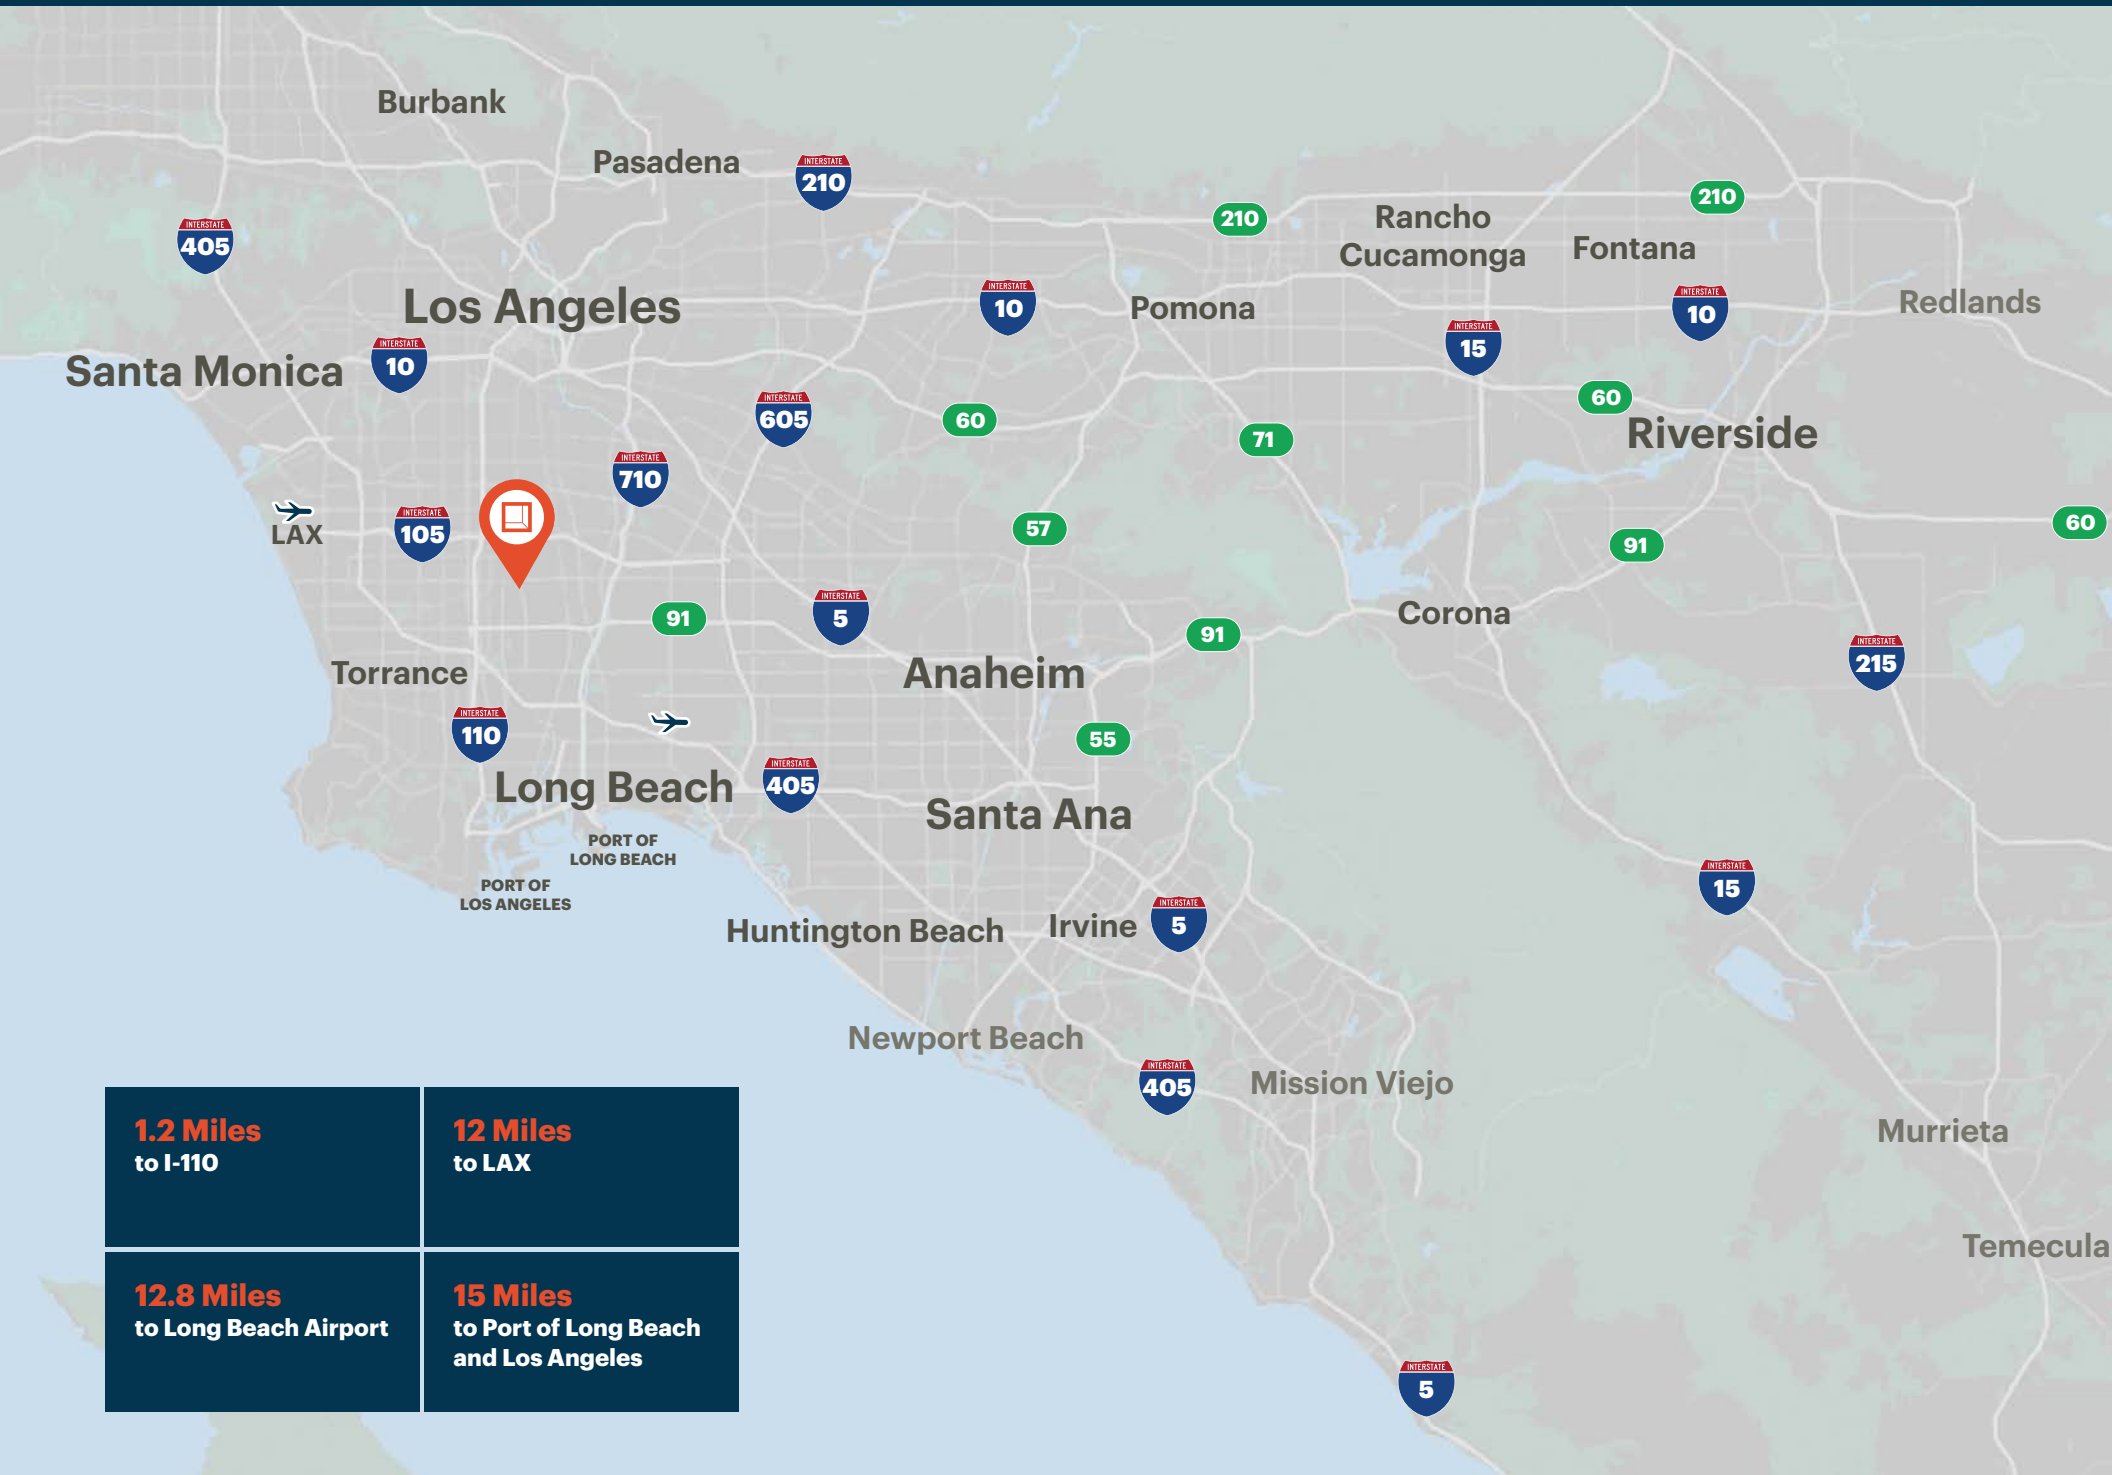 Burbank
Pasadena
INTERSTATE
210
210
210
Rancho
Cucamonga
Fontana
INTERSTATE
405
Los Angeles
INTERSTATE
10
Pomona
INTERSTATE
10
Redlands
INTERSTATE
15
Santa Monica
INTERSTATE
10
INTERSTATE
605
60
71
60
Riverside
INTERSTATE
710
LAX
INTERSTATE
105
57
91
60
91
INTERSTATE
5
91
Corona
INTERSTATE
215
Torrance
Anaheim
INTERSTATE
110
55
Long Beach
INTERSTATE
405
Santa Ana
PORT OF
LONG BEACH
PORT OF
LOS ANGELES
INTERSTATE
15
Huntington Beach
Irvine
INTERSTATE
5
Newport Beach
INTERSTATE
405
Mission Viejo
Murrieta
Temecula
1.2 Miles
to I-110
12 Miles
to LAX
12.8 Miles
to Long Beach Airport
15 Miles
to Port of Long Beach
and Los Angeles
INTERSTATE
5